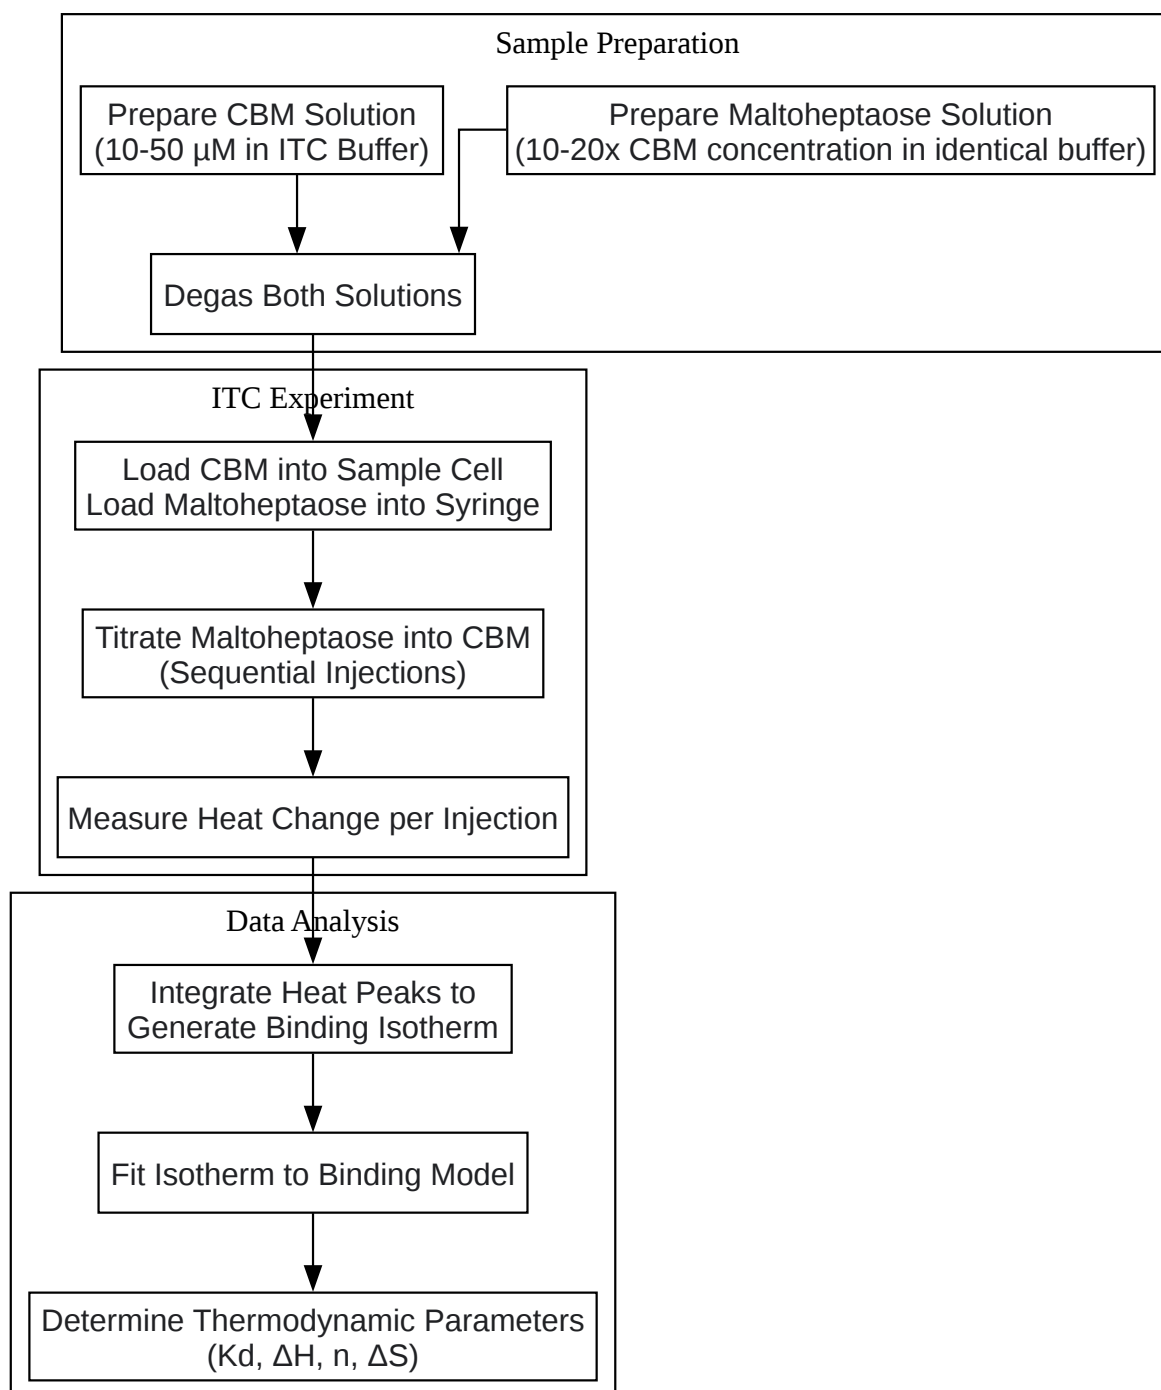 Sample Preparation
Prepare CBM Solution
(10-50 µM in ITC Buffer)
Prepare Maltoheptaose Solution
(10-20x CBM concentration in identical buffer)
Degas Both Solutions
ITC Experiment
Load CBM into Sample Cell
Load Maltoheptaose into Syringe
Titrate Maltoheptaose into CBM
(Sequential Injections)
Measure Heat Change per Injection
Data Analysis
Integrate Heat Peaks to
Generate Binding Isotherm
Fit Isotherm to Binding Model
Determine Thermodynamic Parameters
(Kd, ΔH, n, ΔS)